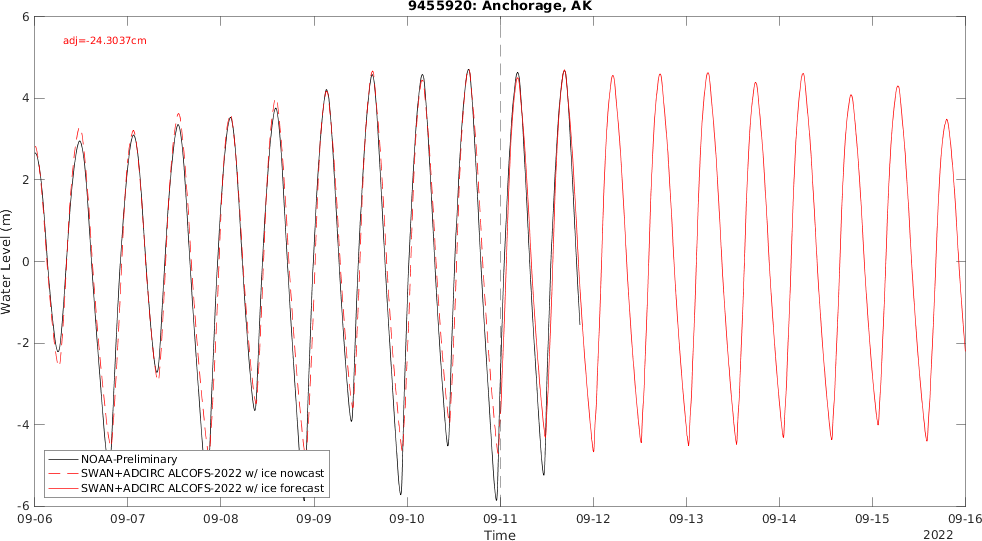 9455920: Anchorage, AK
adj=-24.3037cm
6
4
2
0
-2
-4
-6
Water Level (m)
NOAA-Preliminary
SWAN+ADCIRC ALCOFS-2022 w/ ice nowcast
SWAN+ADCIRC ALCOFS-2022 w/ ice forecast
09-06 09-07 09-08 09-09 09-10 09-11 09-12 09-13 09-14 09-15 09-16
Time
2022